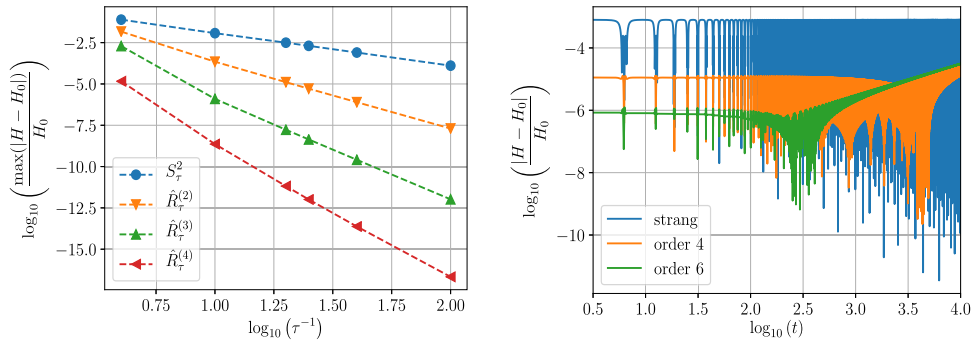 log₁₀ ( max(|H − H₀|) / H₀ )
−2.5
−5.0
−7.5
−10.0
−12.5
−15.0
S²_τ
R̂_τ^(2)
R̂_τ^(3)
R̂_τ^(4)
0.75 1.00 1.25 1.50 1.75 2.00
log₁₀ (τ⁻¹)
log₁₀ ( |H − H₀| / H₀ )
−4
−6
−8
−10
strang
order 4
order 6
0.5 1.0 1.5 2.0 2.5 3.0 3.5 4.0
log₁₀ (t)